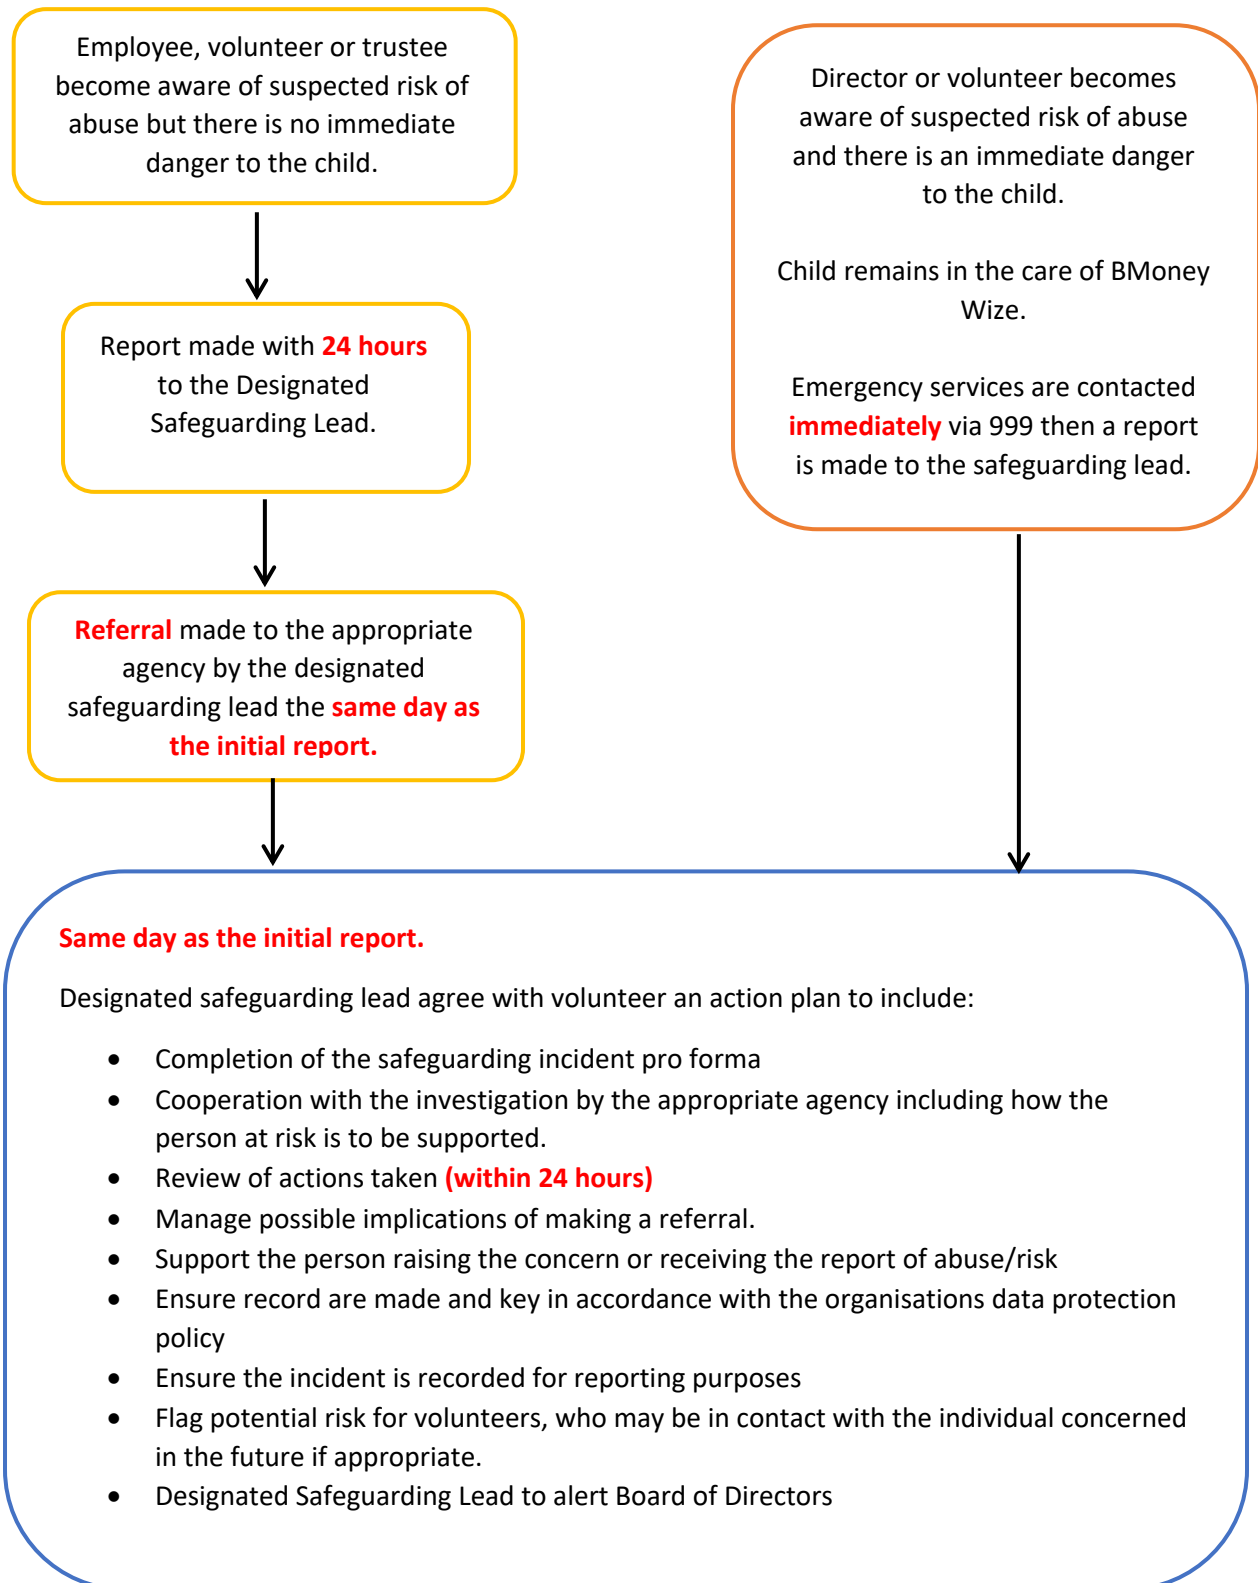 Employee, volunteer or trustee
become aware of suspected risk of
abuse but there is no immediate
danger to the child.
Report made with 24 hours
to the Designated
Safeguarding Lead.
Referral made to the appropriate
agency by the designated
safeguarding lead the same day as
the initial report.
Director or volunteer becomes
aware of suspected risk of abuse
and there is an immediate danger
to the child.
Child remains in the care of BMoney
Wize.
Emergency services are contacted
immediately via 999 then a report
is made to the safeguarding lead.
Same day as the initial report.
Designated safeguarding lead agree with volunteer an action plan to include:
• Completion of the safeguarding incident pro forma
• Cooperation with the investigation by the appropriate agency including how the
person at risk is to be supported.
• Review of actions taken (within 24 hours)
• Manage possible implications of making a referral.
• Support the person raising the concern or receiving the report of abuse/risk
• Ensure record are made and key in accordance with the organisations data protection
policy
• Ensure the incident is recorded for reporting purposes
• Flag potential risk for volunteers, who may be in contact with the individual concerned
in the future if appropriate.
• Designated Safeguarding Lead to alert Board of Directors